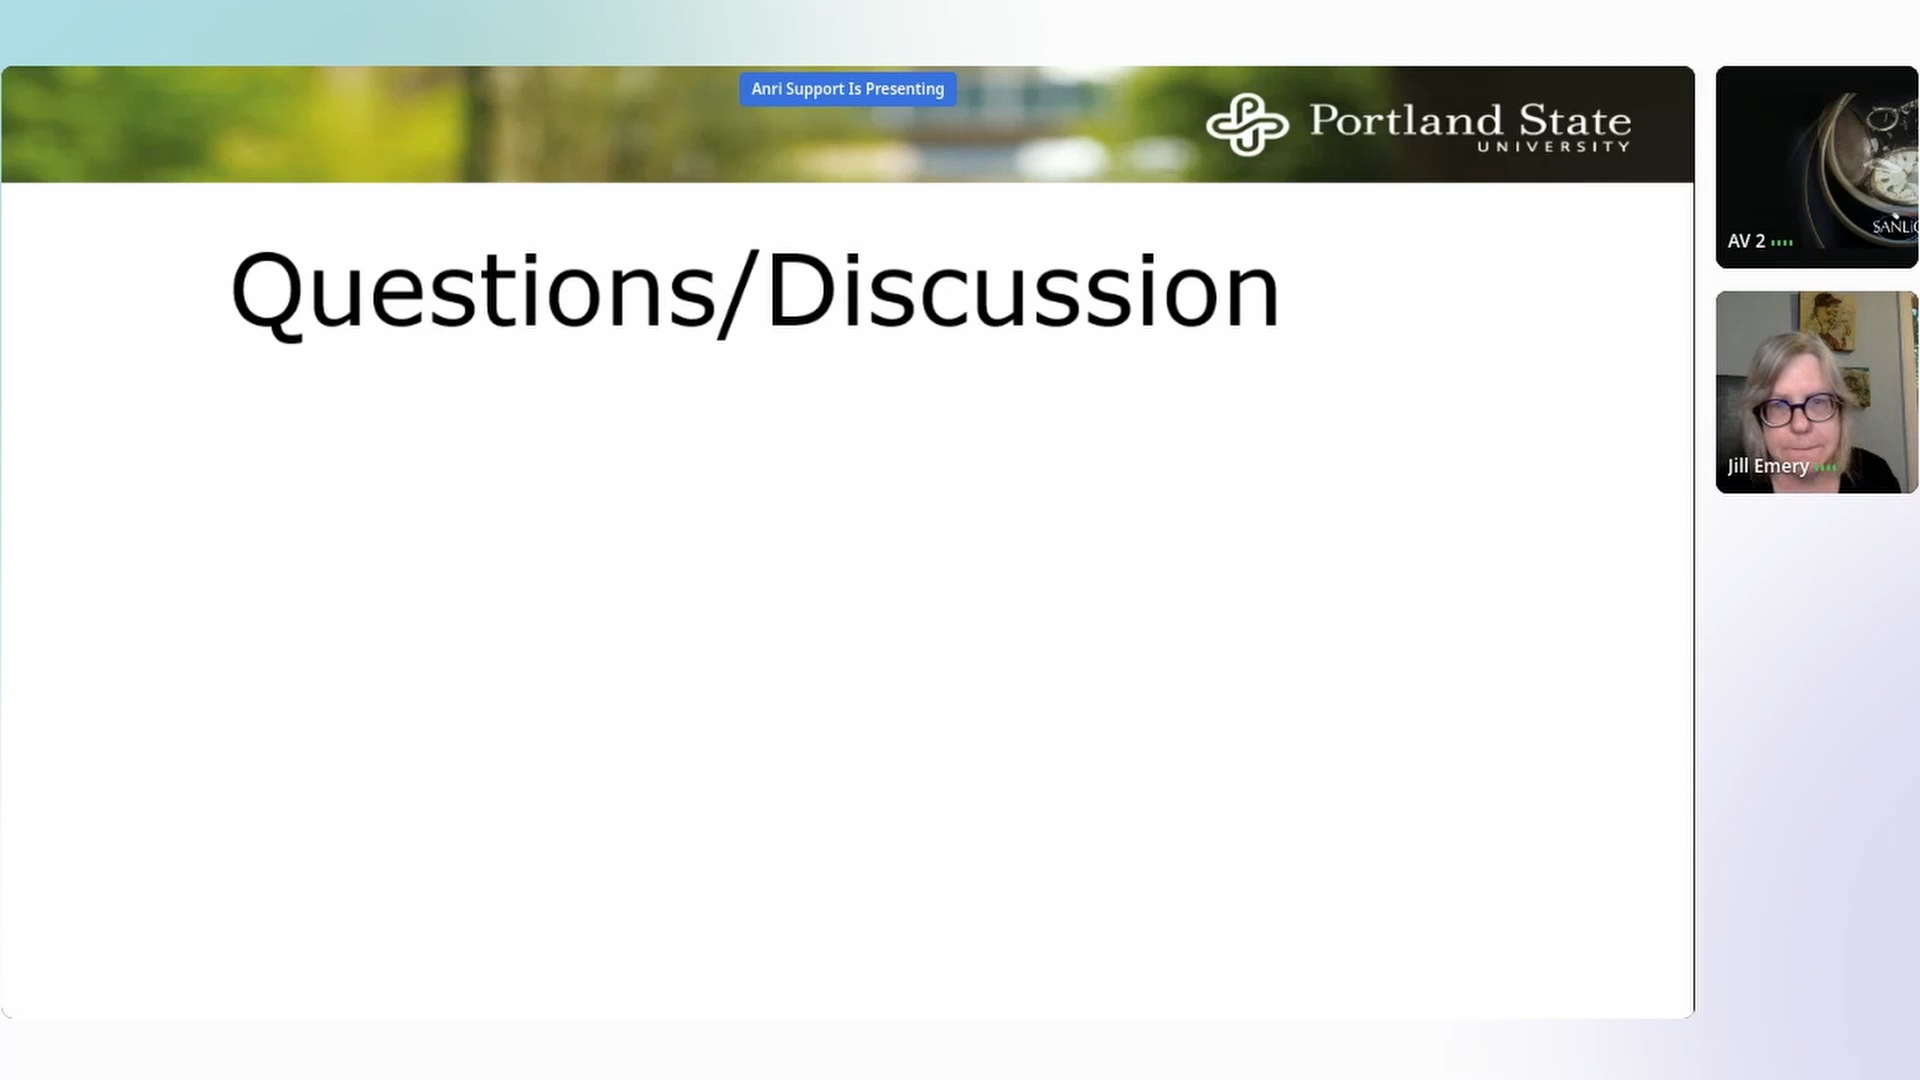 Anri Support Is Presenting
Portland State
UNIVERSITY
Questions/Discussion
AV 2
Jill Emery